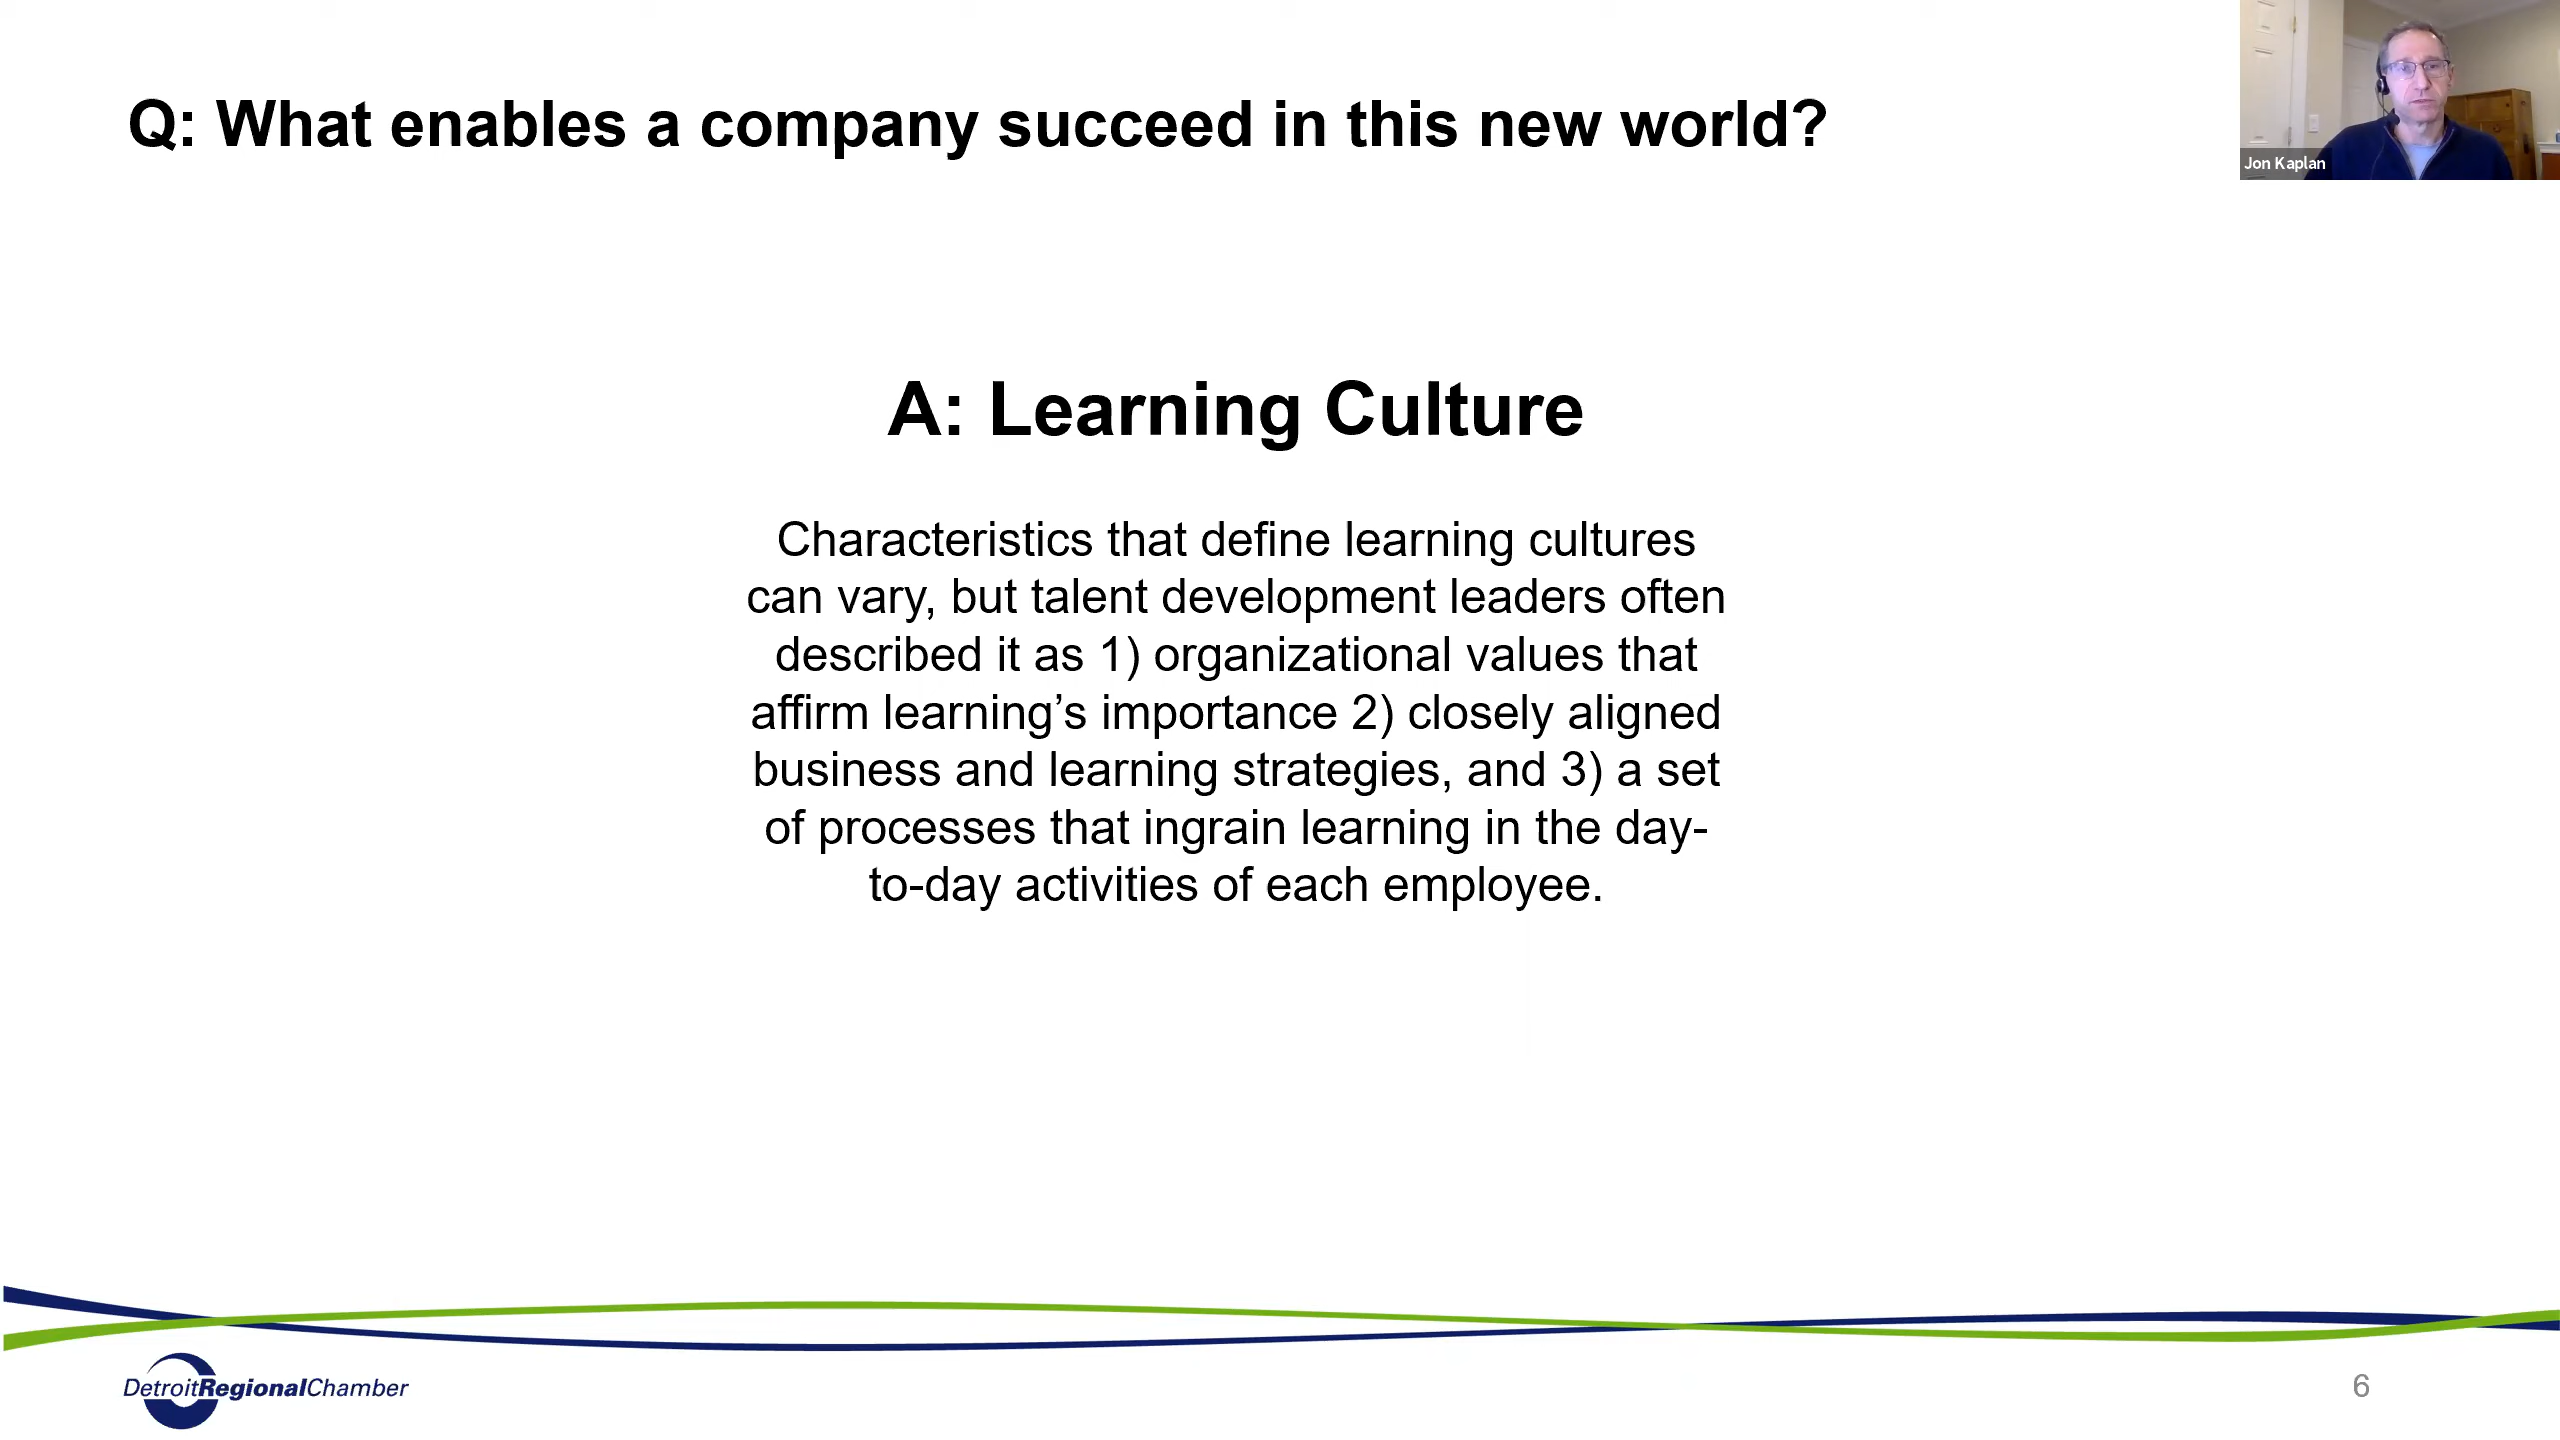 Q: What enables a company succeed in this new world?
Jon Kaplan
A: Learning Culture
Characteristics that define learning cultures
can vary, but talent development leaders often
described it as 1) organizational values that
affirm learning’s importance 2) closely aligned
business and learning strategies, and 3) a set
of processes that ingrain learning in the day-
to-day activities of each employee.
DetroitRegionalChamber
6